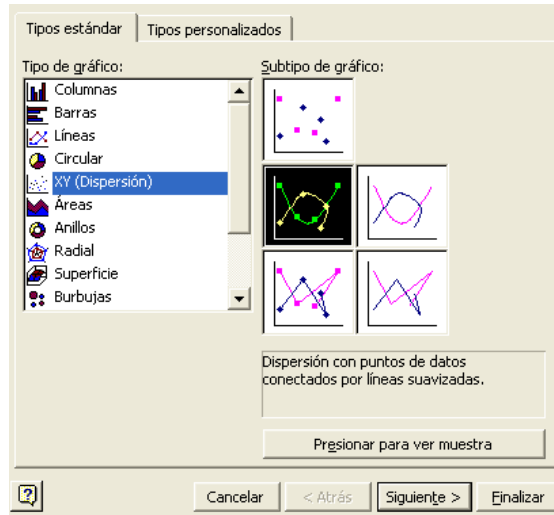 Tipos estándar
Tipos personalizados
Tipo de gráfico:
Columnas
Barras
Líneas
Circular
XY (Dispersión)
Áreas
Anillos
Radial
Superficie
Burbujas
Subtipo de gráfico:
Dispersión con puntos de datos
conectados por líneas suavizadas.
Presionar para ver muestra
?
Cancelar
< Atrás
Siguiente >
Finalizar